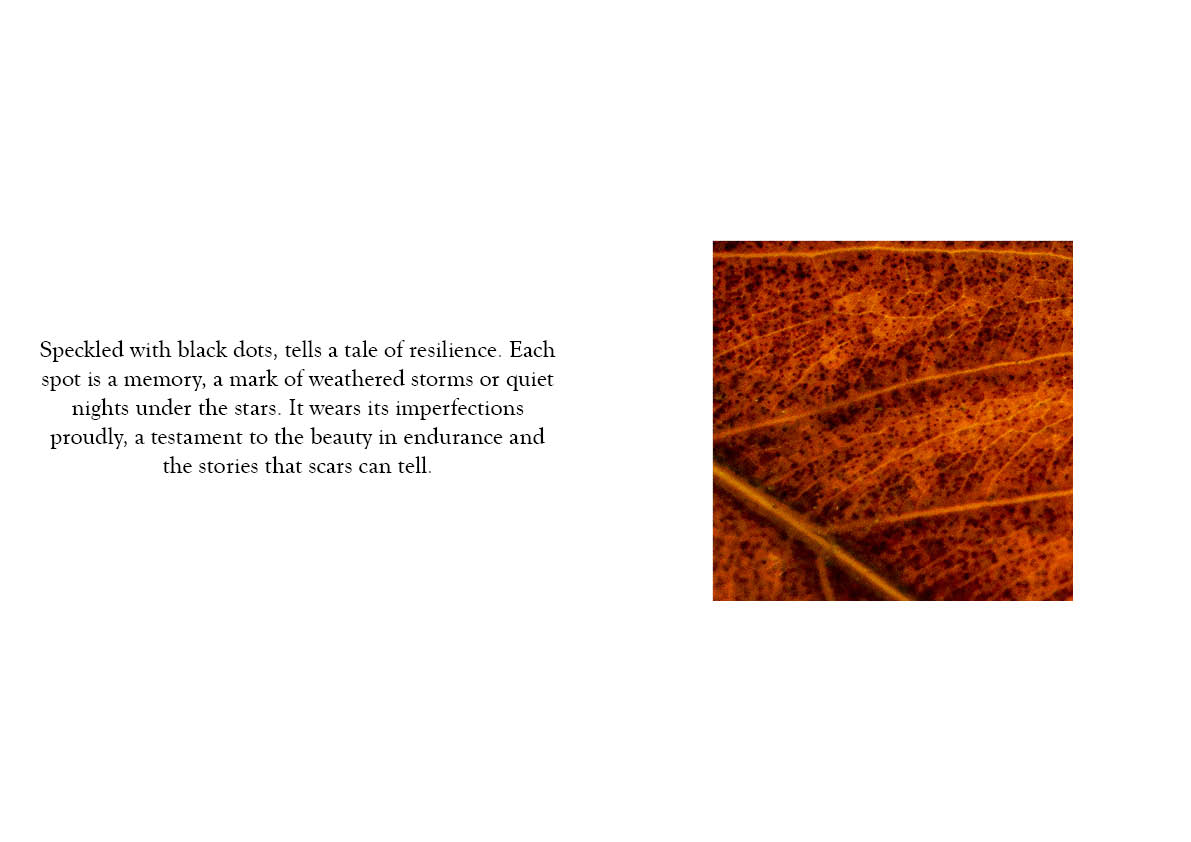 Speckled with black dots, tells a tale of resilience. Each
spot is a memory, a mark of weathered storms or quiet
nights under the stars. It wears its imperfections
proudly, a testament to the beauty in endurance and
the stories that scars can tell.